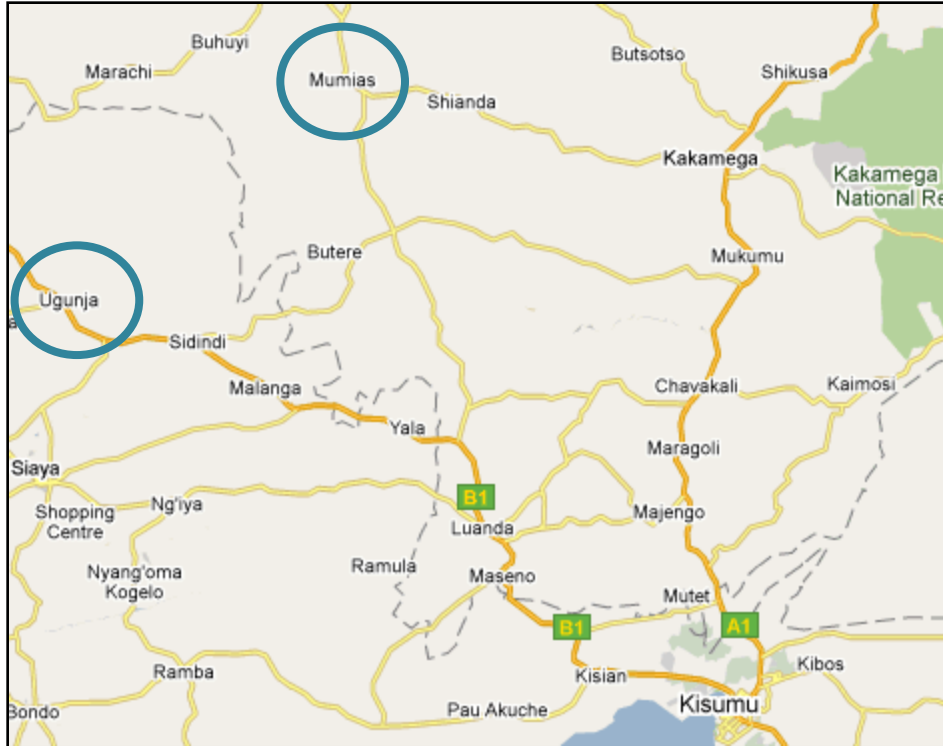 Buhuyi
Marachi
Mumias
Butsotso
Shikusa
Shianda
Kakamega
Kakamega
National Re
Butere
Mukumu
Ugunja
a
Sidindi
Malanga
Chavakali
Kaimosi
Yala
Maragoli
Siaya
B1
Shopping
Centre
Ng'iya
Luanda
Majengo
Ramula
Nyang'oma
Kogelo
Maseno
Mutet
B1
A1
Ramba
Kisian
Kibos
Bondo
Pau Akuche
Kisumu